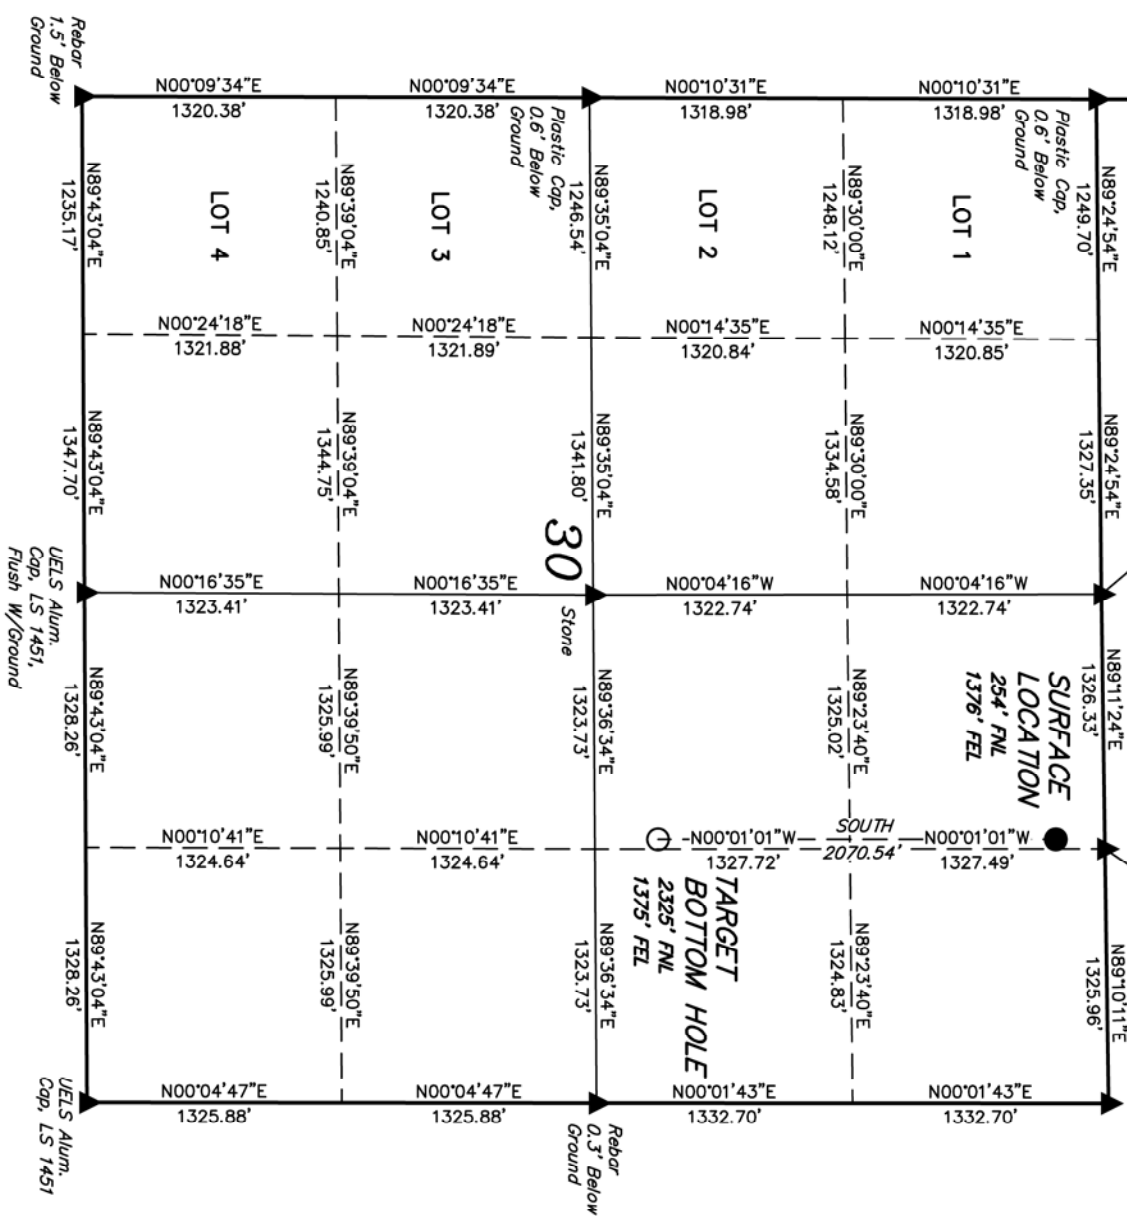 N89°24'54"E
1249.70'
N89°24'54"E
1327.35'
N89°11'24"E
1326.33'
N89°10'11"E
1325.96'
Plastic Cap,
0.6' Below
Ground
N00°10'31"E
1318.98'
LOT 1
N00°14'35"E
1320.85'
N00°04'16"W
1322.74'
SURFACE
LOCATION
254' FNL
1376' FEL
N00°01'01"W
1327.49'
N00°01'43"E
1332.70'
N89°30'00"E
1248.12'
N89°30'00"E
1334.58'
N89°23'40"E
1325.02'
SOUTH
2070.54'
N89°23'40"E
1324.83'
N00°10'31"E
1318.98'
LOT 2
N00°14'35"E
1320.84'
N00°04'16"W
1322.74'
N00°01'01"W
1327.72'
TARGET
BOTTOM HOLE
2325' FNL
1375' FEL
N00°01'43"E
1332.70'
N89°35'04"E
1246.54'
N89°35'04"E
1341.80'
N89°36'34"E
1323.73'
N89°36'34"E
1323.73'
Plastic Cap,
0.6' Below
Ground
30
Stone
Rebar
0.3' Below
Ground
N00°09'34"E
1320.38'
LOT 3
N00°24'18"E
1321.89'
N00°16'35"E
1323.41'
N00°10'41"E
1324.64'
N00°04'47"E
1325.88'
N89°39'04"E
1240.85'
N89°39'04"E
1344.75'
N89°39'50"E
1325.99'
N89°39'50"E
1325.99'
N00°09'34"E
1320.38'
LOT 4
N00°24'18"E
1321.88'
N00°16'35"E
1323.41'
N00°10'41"E
1324.64'
N00°04'47"E
1325.88'
N89°43'04"E
1235.17'
N89°43'04"E
1347.70'
N89°43'04"E
1328.26'
N89°43'04"E
1328.26'
Rebar
1.5' Below
Ground
UELS Alum.
Cap, LS 1451,
Flush W/Ground
UELS Alum.
Cap, LS 1451